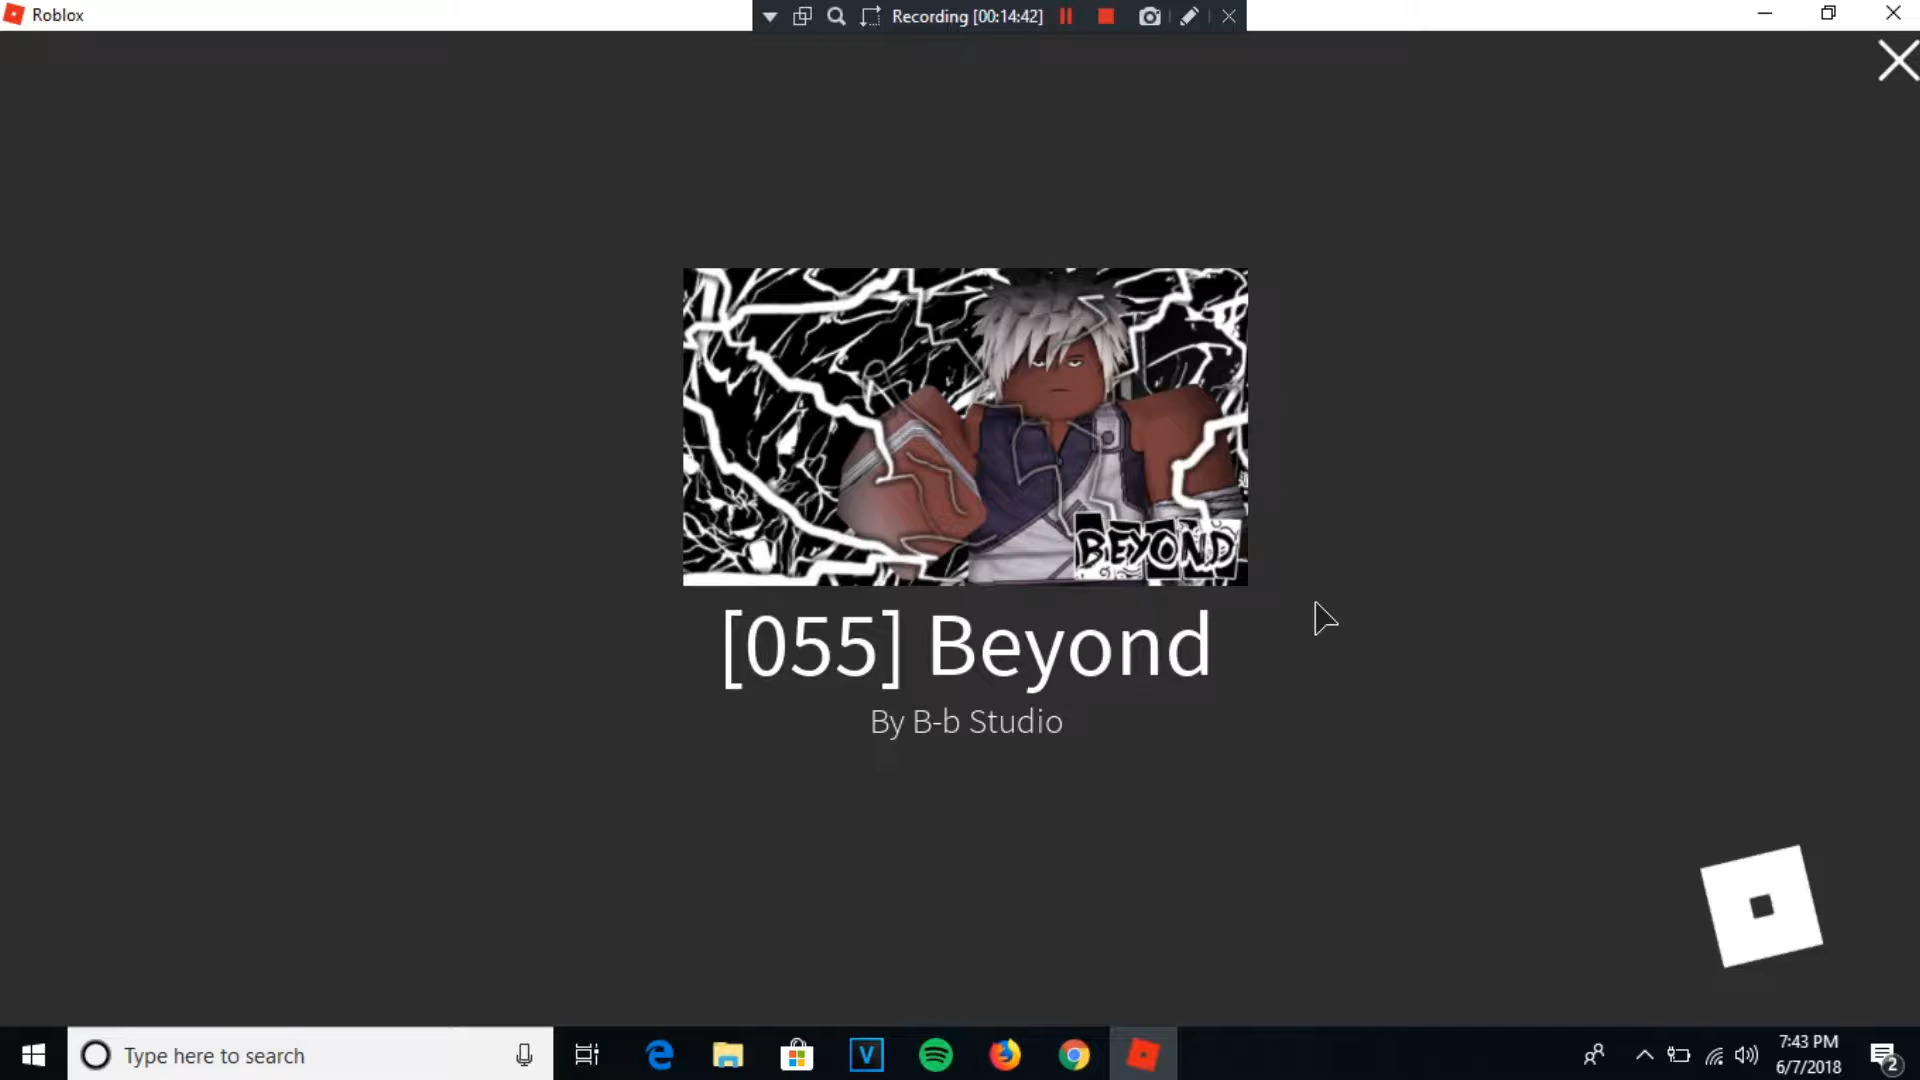 Roblox
Recording [00:14:42]
BEYOND
[055] Beyond
By B-b Studio
Type here to search
V
7:43 PM
6/7/2018
2